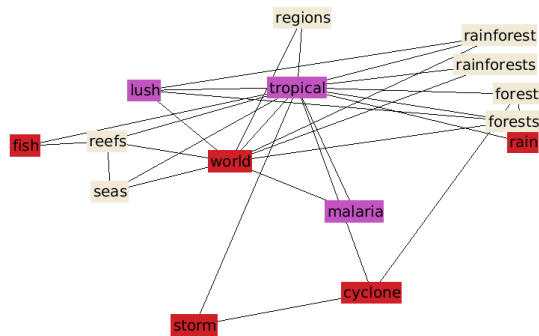 regions
rainforest
rainforests
lush
tropical
forest
forests
fish
reefs
world
rain
seas
malaria
cyclone
storm